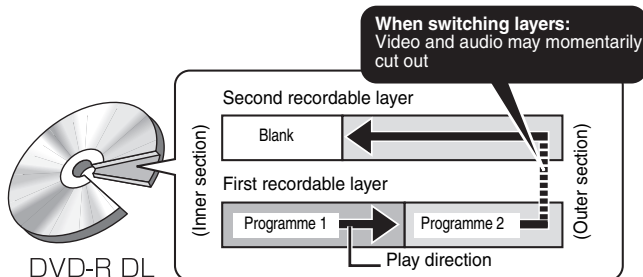 When switching layers:
Video and audio may momentarily
cut out
Second recordable layer
Blank
(Inner section)
(Outer section)
First recordable layer
Programme 1
Programme 2
Play direction
DVD-R DL